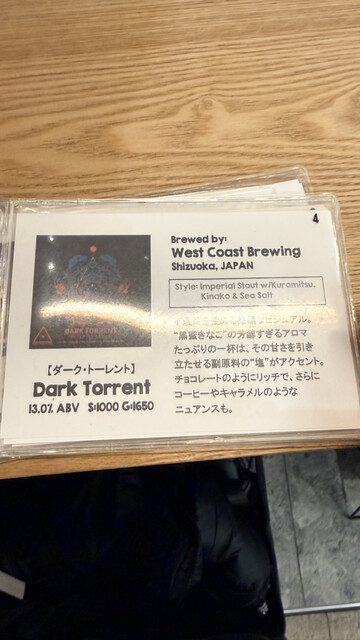 4
Brewed by:
West Coast Brewing
Shizuoka, JAPAN
Style: Imperial Stout w/Kuromitsu,
Kinako & Sea Salt
DARK TORRENT
"黒蜜きなこ"の芳醇すぎるアロマ
たっぷりの一杯は、その甘さを引き
立たせる副原料の"塩"がアクセント。
チョコレートのようにリッチで、さらに
コーヒーやキャラメルのような
ニュアンスも。
【ダーク・トーレント】
Dark Torrent
13.0% ABV S:1000 G:1650